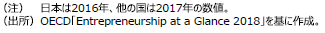 （注）　日本は2016年、他の国は2017年の数値。
（出所）OECD「Entrepreneurship at a Glance 2018」を基に作成。